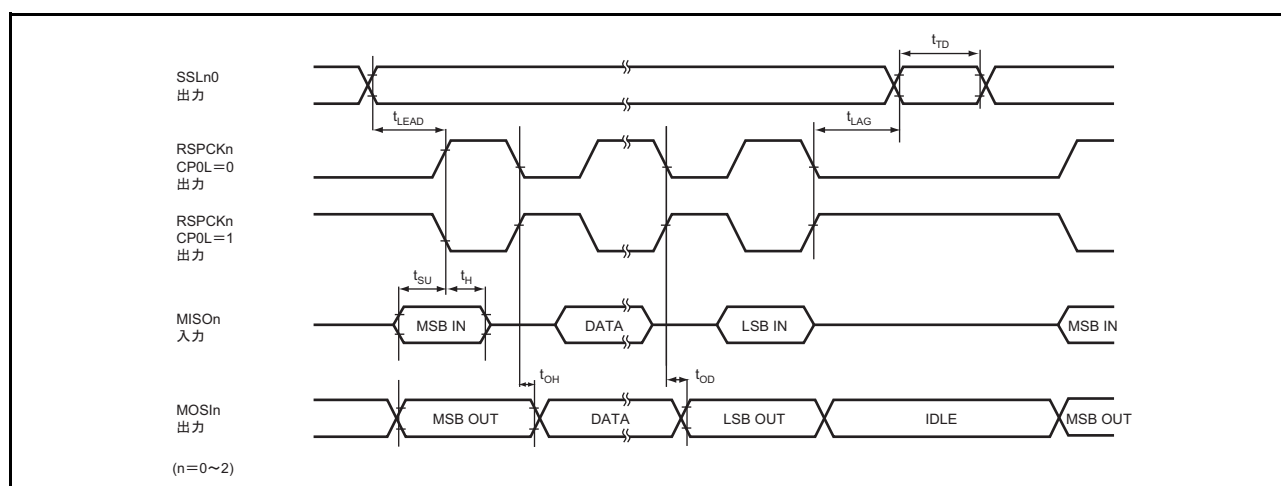 SSLn0
出力
tTD
tLEAD
tLAG
RSPCKn
CP0L=0
出力
RSPCKn
CP0L=1
出力
tSU
tH
MISOn
入力
MSB IN
DATA
LSB IN
MSB IN
tOH
tOD
MOSIn
出力
MSB OUT
DATA
LSB OUT
IDLE
MSB OUT
(n=0~2)